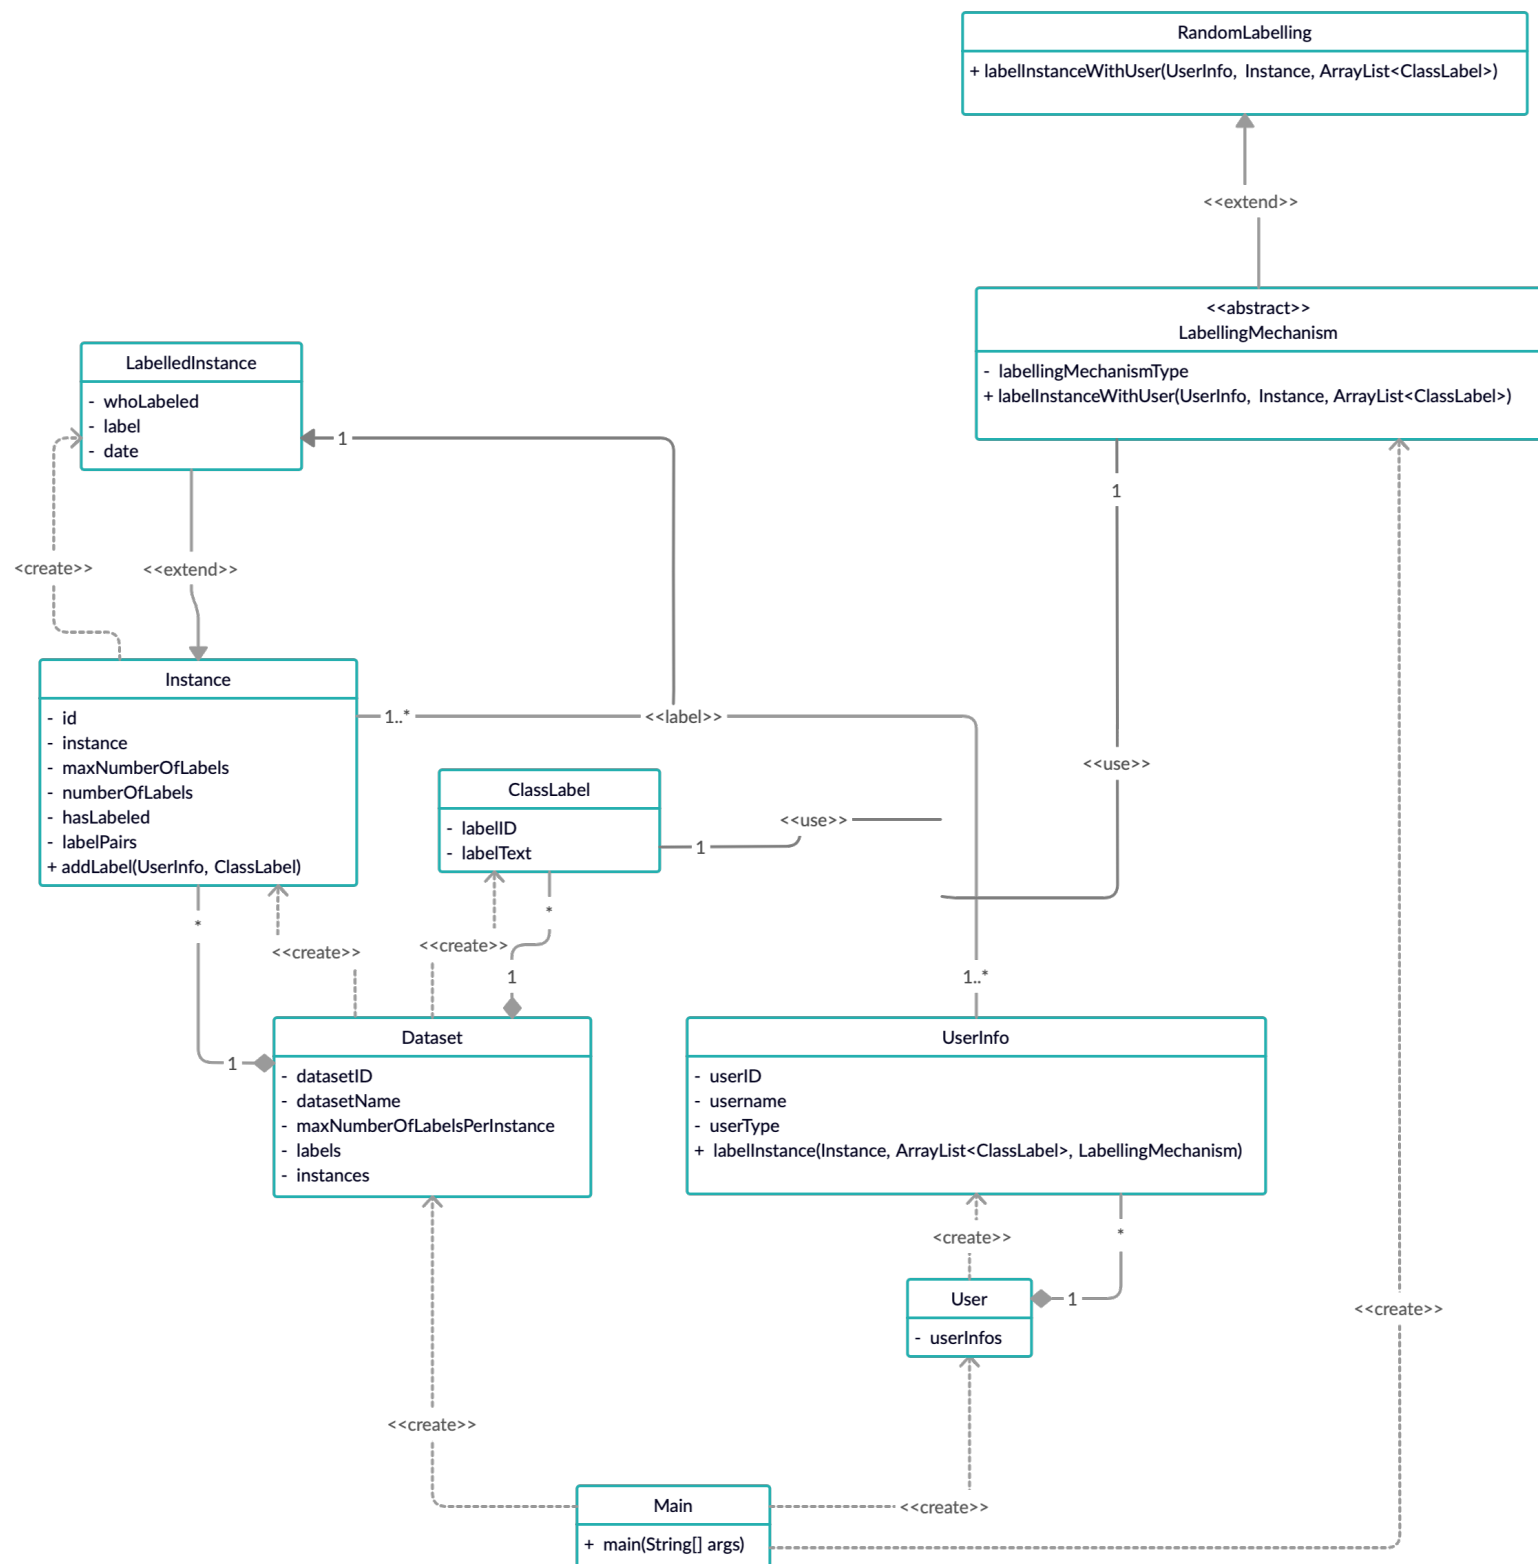 RandomLabelling
+ labelInstanceWithUser(UserInfo, Instance, ArrayList<ClassLabel>)
<<extend>>
<<abstract>>
LabellingMechanism
- labellingMechanismType
+ labelInstanceWithUser(UserInfo, Instance, ArrayList<ClassLabel>)
LabelledInstance
- whoLabeled
- label
- date
1
1
<create>>
<<extend>>
Instance
- id
- instance
- maxNumberOfLabels
- numberOfLabels
- hasLabeled
- labelPairs
+ addLabel(UserInfo, ClassLabel)
1..*
<<label>>
<<use>>
ClassLabel
- labelID
- labelText
1
<<use>>
*
<<create>>
<<create>>
*
1
1..*
1
Dataset
- datasetID
- datasetName
- maxNumberOfLabelsPerInstance
- labels
- instances
UserInfo
- userID
- username
- userType
+ labelInstance(Instance, ArrayList<ClassLabel>, LabellingMechanism)
<create>>
*
User
- userInfos
1
<<create>>
<<create>>
Main
+ main(String[] args)
<<create>>